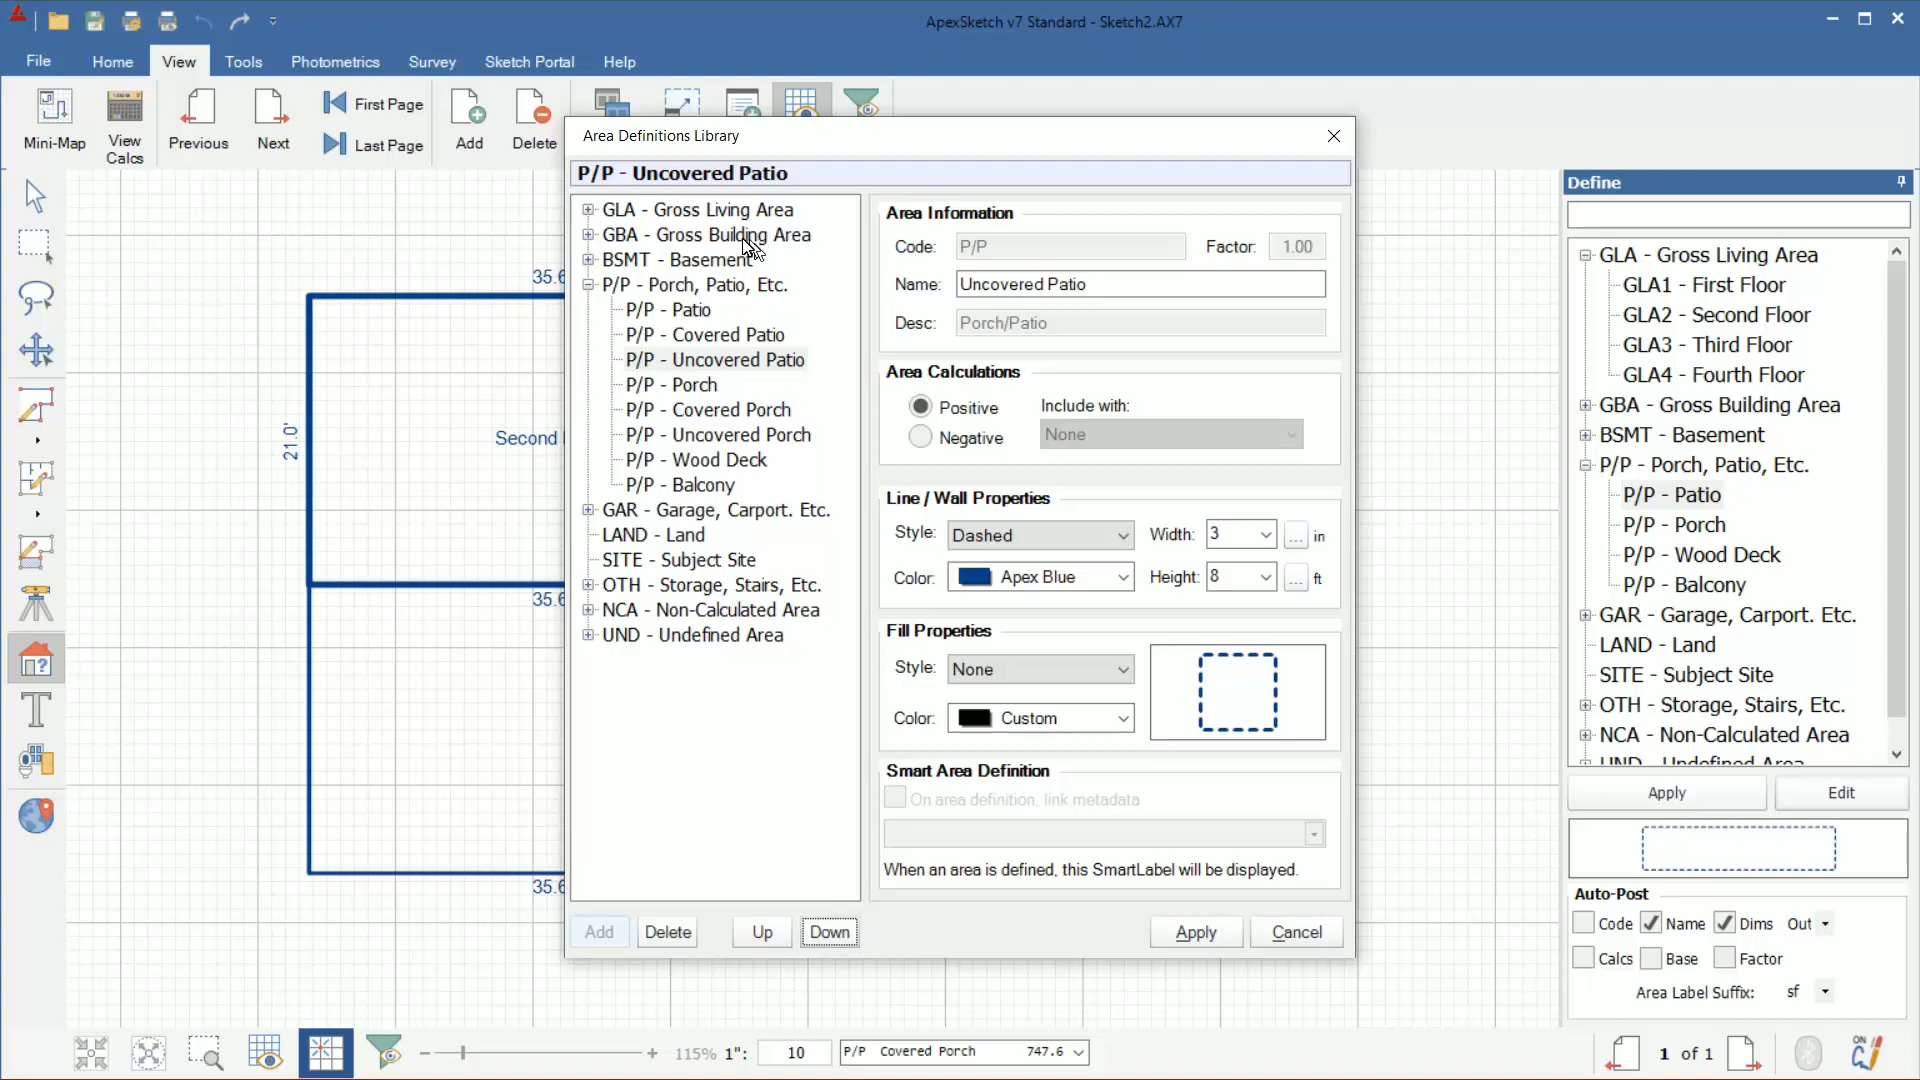 ApexSketch v7 Standard - Sketch2.AX7
File
Home
View
Tools
Photometrics
Survey
Sketch Portal
Help
Mini-Map
View
Calcs
Previous
Next
First Page
Last Page
Add
Delete
Area Definitions Library
P/P - Uncovered Patio
GLA - Gross Living Area
GBA - Gross Building Area
BSMT - Basement
P/P - Porch, Patio, Etc.
P/P - Patio
P/P - Covered Patio
P/P - Uncovered Patio
P/P - Porch
P/P - Covered Porch
P/P - Uncovered Porch
P/P - Wood Deck
P/P - Balcony
GAR - Garage, Carport. Etc.
LAND - Land
SITE - Subject Site
OTH - Storage, Stairs, Etc.
NCA - Non-Calculated Area
UND - Undefined Area
Add
Delete
Up
Down
Area Information
Code: P/P
Factor: 1.00
Name: Uncovered Patio
Desc: Porch/Patio
Area Calculations
Positive
Negative
Include with:
None
Line / Wall Properties
Style: Dashed
Width: 3 ... in
Color: Apex Blue
Height: 8 ... ft
Fill Properties
Style: None
Color: Custom
Smart Area Definition
On area definition, link metadata
When an area is defined, this SmartLabel will be displayed.
Apply
Cancel
35.6
21.0'
Second
35.6
35.6
Define
GLA - Gross Living Area
GLA1 - First Floor
GLA2 - Second Floor
GLA3 - Third Floor
GLA4 - Fourth Floor
GBA - Gross Building Area
BSMT - Basement
P/P - Porch, Patio, Etc.
P/P - Patio
P/P - Porch
P/P - Wood Deck
P/P - Balcony
GAR - Garage, Carport. Etc.
LAND - Land
SITE - Subject Site
OTH - Storage, Stairs, Etc.
NCA - Non-Calculated Area
UND - Undefined Area
Apply
Edit
Auto-Post
Code
Name
Dims
Out
Calcs
Base
Factor
Area Label Suffix: sf
115% 1": 10
P/P Covered Porch 747.6
1 of 1
ON